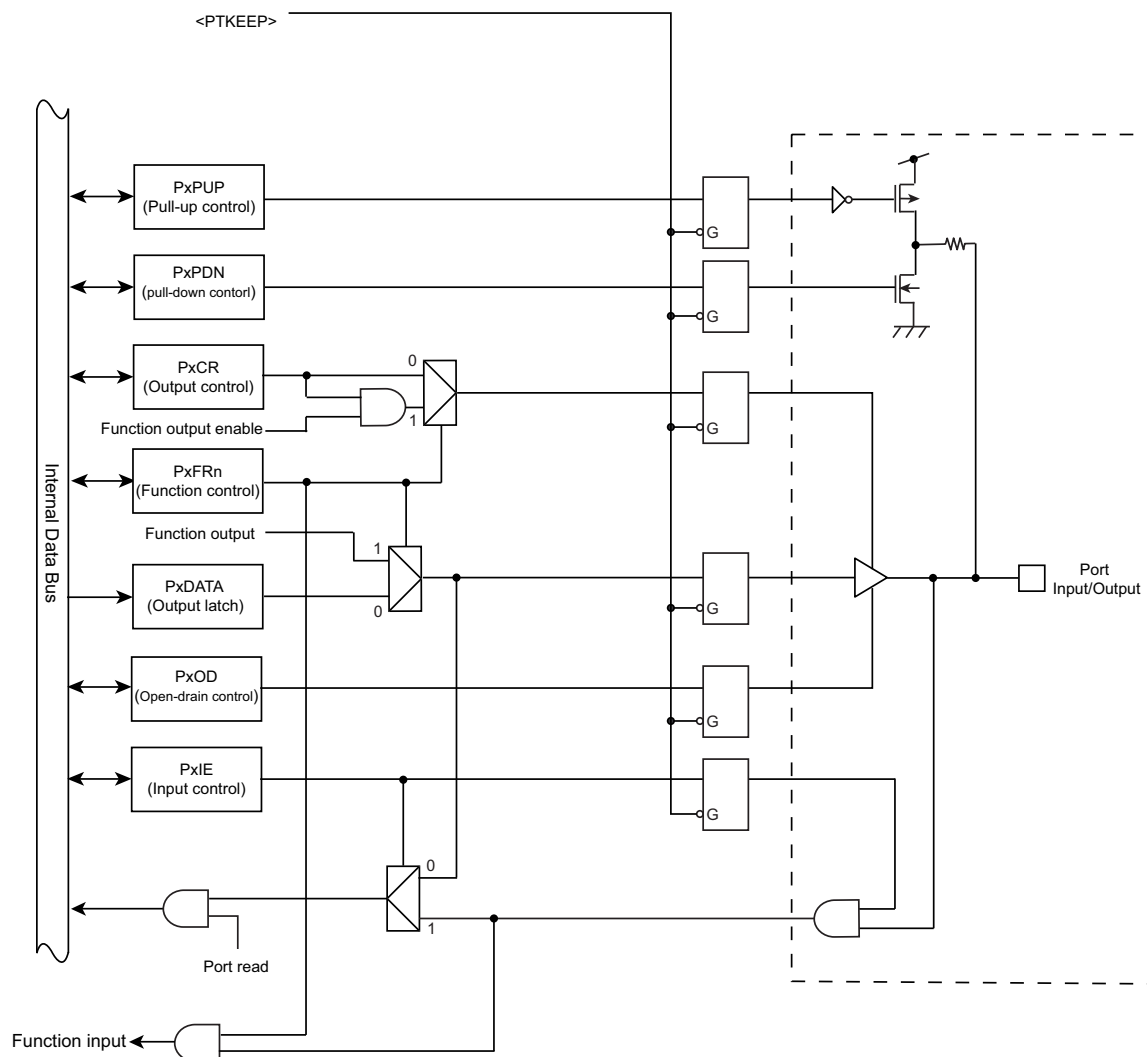 <PTKEEP>
PxPUP
(Pull-up control)
G
PxPDN
(pull-down contorl)
G
PxCR
(Output control)
0
1
Function output enable
G
PxFRn
(Function control)
Internal Data Bus
Function output
1
0
PxDATA
(Output latch)
G
Port
Input/Output
PxOD
(Open-drain control)
G
PxIE
(Input control)
G
0
1
Port read
Function input